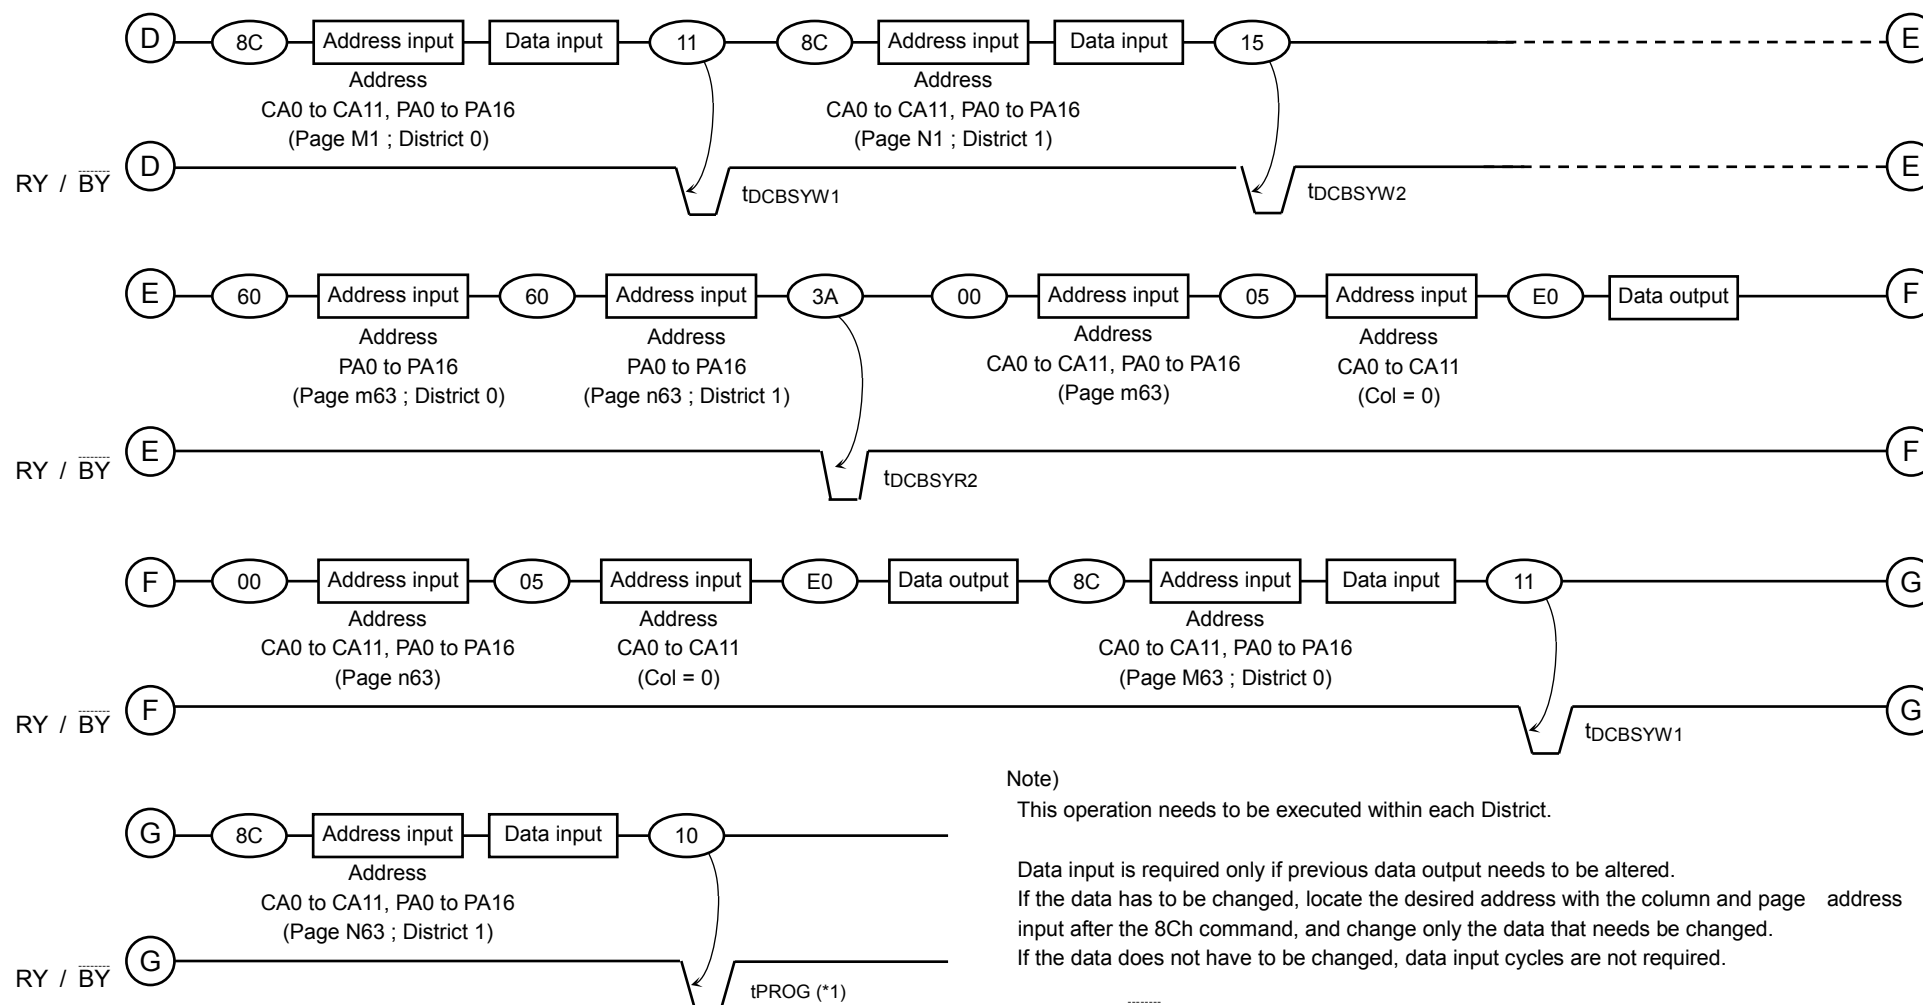 D 8C Address input Data input 11 8C Address input Data input 15 E
Address Address
CA0 to CA11, PA0 to PA16 CA0 to CA11, PA0 to PA16
(Page M1 ; District 0) (Page N1 ; District 1)
RY / BY D E
tDCBSYW1 tDCBSYW2
E 60 Address input 60 Address input 3A 00 Address input 05 Address input E0 Data output F
Address Address Address Address
PA0 to PA16 PA0 to PA16 CA0 to CA11, PA0 to PA16 CA0 to CA11
(Page m63 ; District 0) (Page n63 ; District 1) (Page m63) (Col = 0)
RY / BY E F
tDCBSYR2
F 00 Address input 05 Address input E0 Data output 8C Address input Data input 11 G
Address Address Address
CA0 to CA11, PA0 to PA16 CA0 to CA11 CA0 to CA11, PA0 to PA16
(Page n63) (Col = 0) (Page M63 ; District 0)
RY / BY F G
tDCBSYW1
G 8C Address input Data input 10
Address
CA0 to CA11, PA0 to PA16
(Page N63 ; District 1)
RY / BY G
tPROG (*1)
Note)
This operation needs to be executed within each District.
Data input is required only if previous data output needs to be altered.
If the data has to be changed, locate the desired address with the column and page address
input after the 8Ch command, and change only the data that needs be changed.
If the data does not have to be changed, data input cycles are not required.